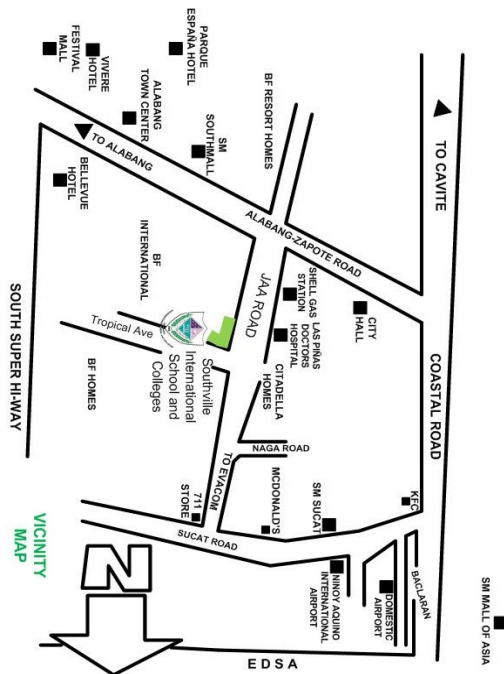 PARQUE
ESPAÑA HOTEL
VIVERE
HOTEL
FESTIVAL
MALL
ALABANG
TOWN CENTER
SM
SOUTHMALL
BF RESORT HOMES
TO CAVITE
TO ALABANG
BELLEVUE
HOTEL
ALABANG-ZAPOTE ROAD
BF
INTERNATIONAL
JAA ROAD
SHELL GAS
STATION
LAS PIÑAS
DOCTORS
HOSPITAL
CITY
HALL
COASTAL ROAD
SOUTH SUPER HI-WAY
Tropical Ave
BF HOMES
Southville
International
School and
Colleges
CITADELLA
HOMES
NAGA ROAD
TO EVACOM
711
STORE
MCDONALD'S
SM SUCAT
KFC
SUCAT ROAD
NINOY AQUINO
INTERNATIONAL
AIRPORT
DOMESTIC
AIRPORT
BACLARAN
SM MALL OF ASIA
EDSA
VICINITY
MAP
N